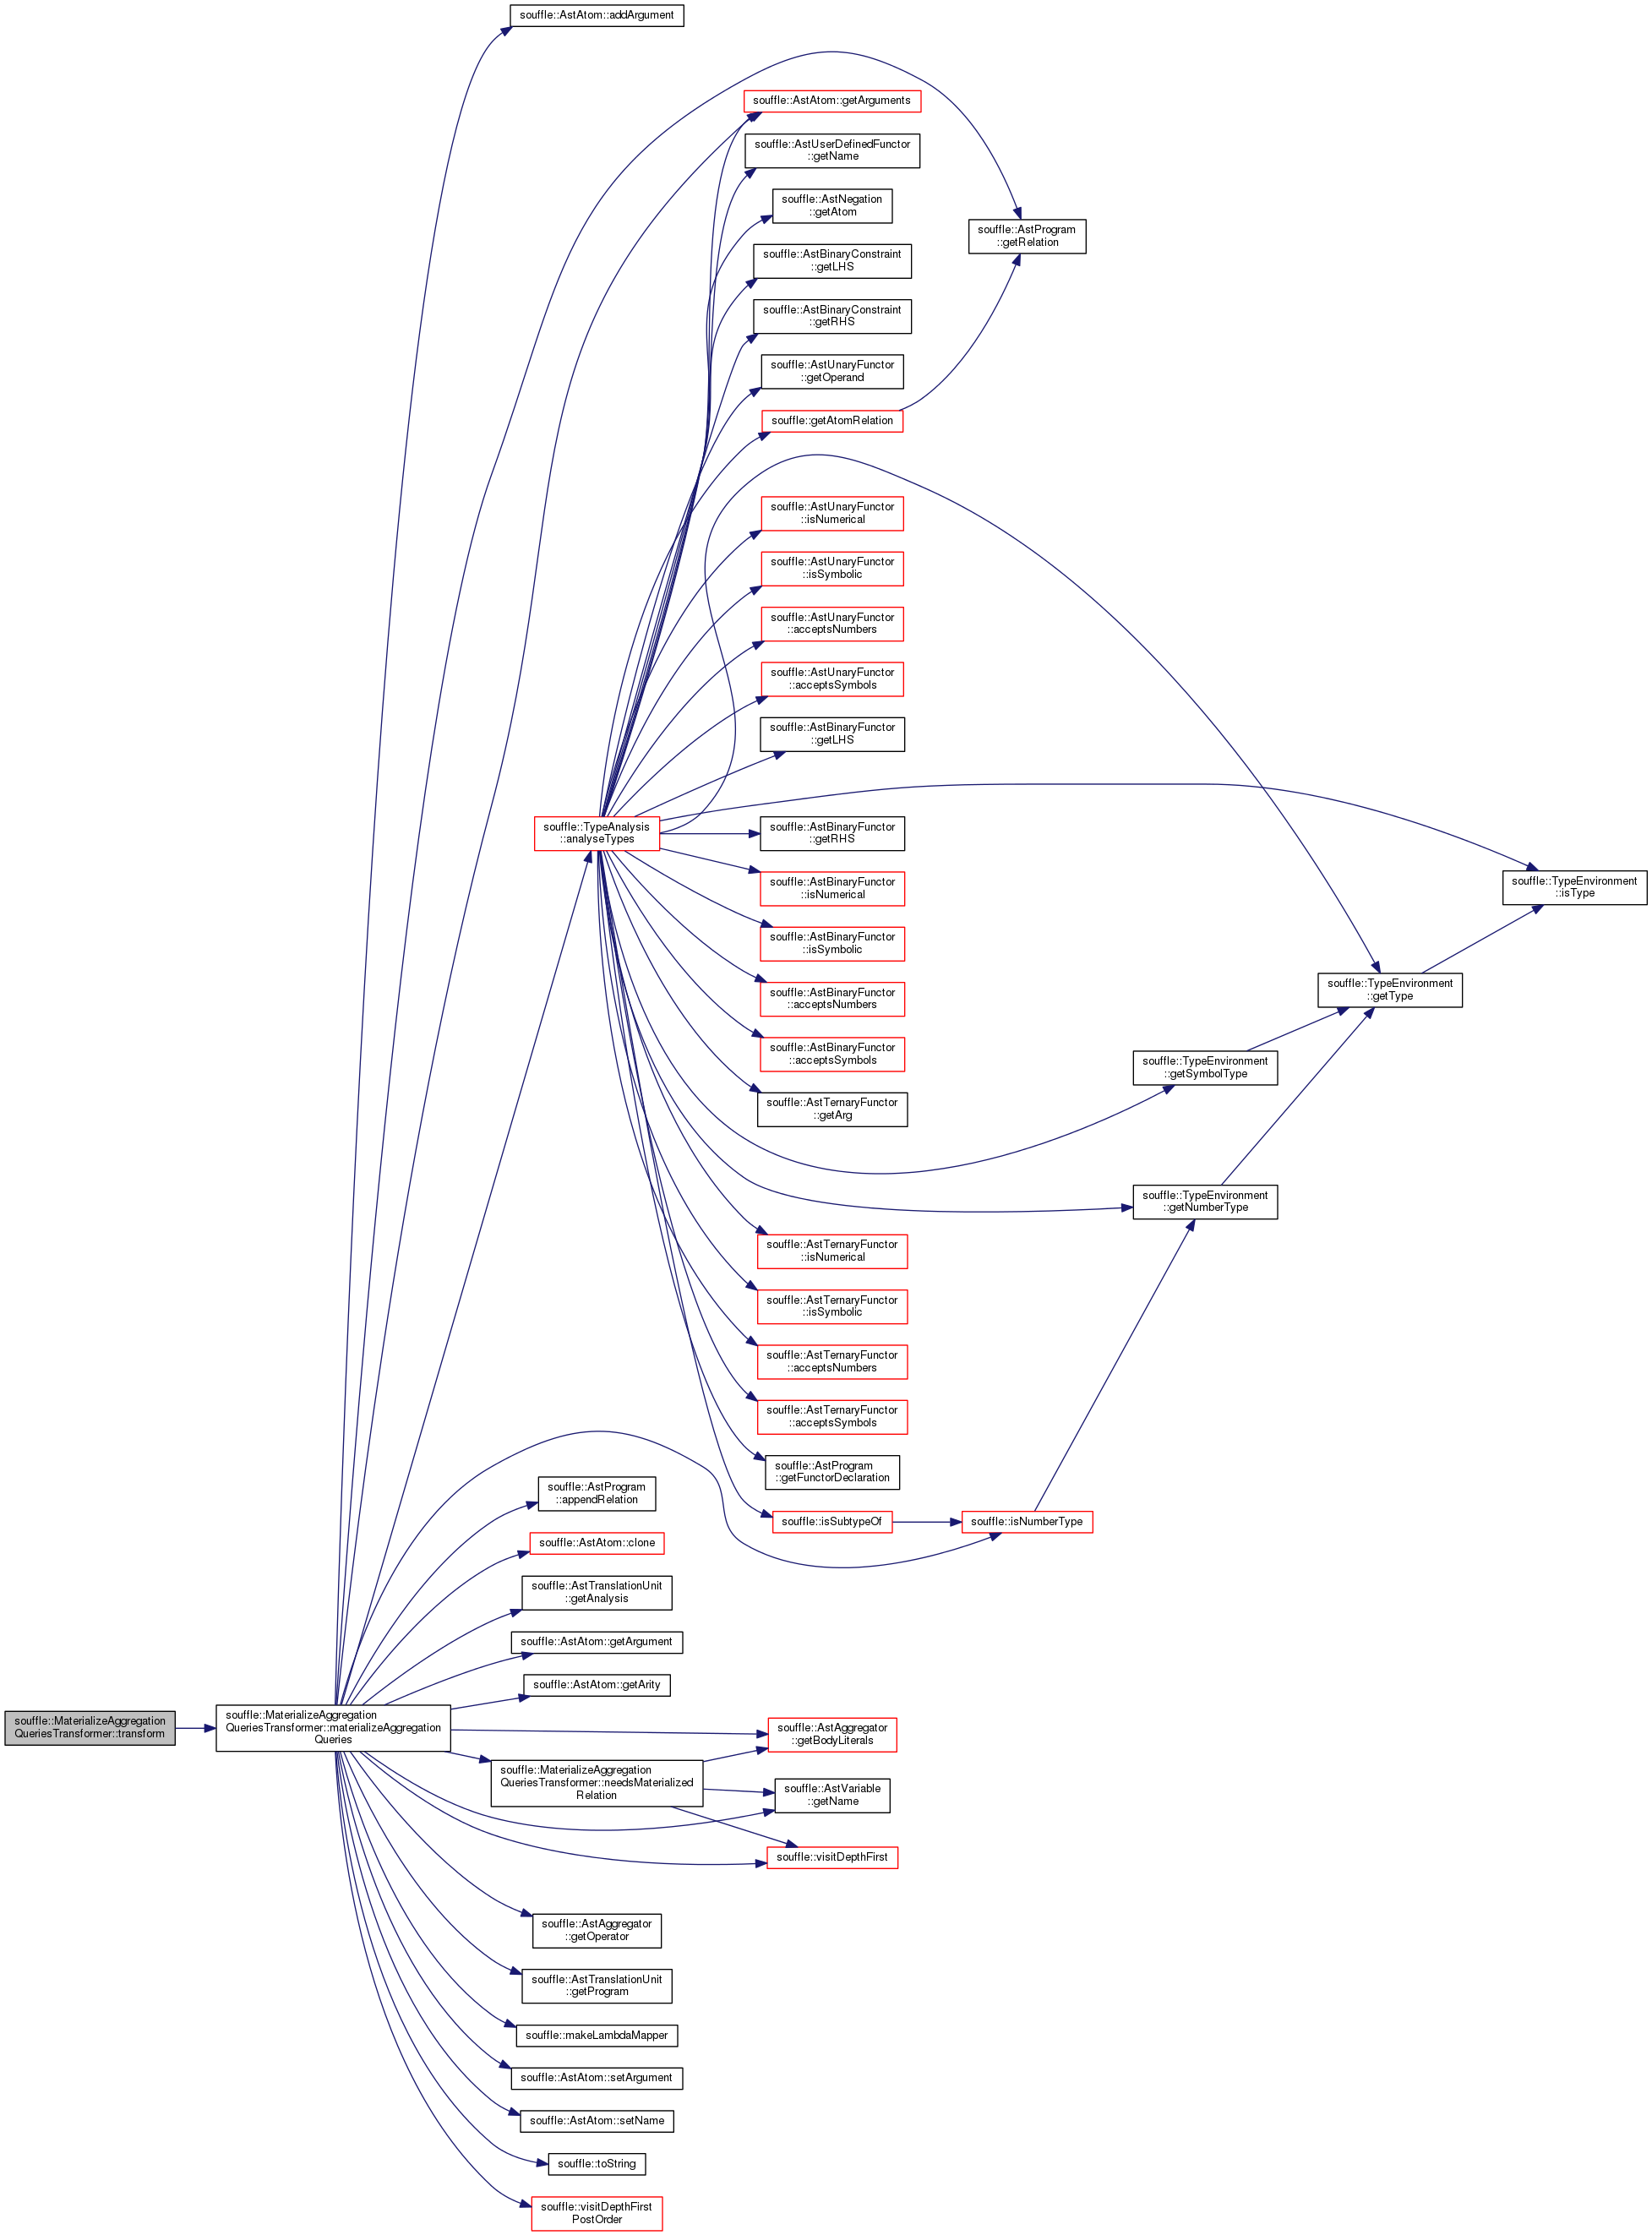 souffle::AstAtom::addArgument
souffle::AstAtom::getArguments
souffle::AstUserDefinedFunctor
::getName
souffle::AstNegation
::getAtom
souffle::AstProgram
::getRelation
souffle::AstBinaryConstraint
::getLHS
souffle::AstBinaryConstraint
::getRHS
souffle::AstUnaryFunctor
::getOperand
souffle::getAtomRelation
souffle::AstUnaryFunctor
::isNumerical
souffle::AstUnaryFunctor
::isSymbolic
souffle::AstUnaryFunctor
::acceptsNumbers
souffle::AstUnaryFunctor
::acceptsSymbols
souffle::AstBinaryFunctor
::getLHS
souffle::TypeAnalysis
::analyseTypes
souffle::AstBinaryFunctor
::getRHS
souffle::AstBinaryFunctor
::isNumerical
souffle::TypeEnvironment
::isType
souffle::AstBinaryFunctor
::isSymbolic
souffle::AstBinaryFunctor
::acceptsNumbers
souffle::TypeEnvironment
::getType
souffle::AstBinaryFunctor
::acceptsSymbols
souffle::TypeEnvironment
::getSymbolType
souffle::AstTernaryFunctor
::getArg
souffle::TypeEnvironment
::getNumberType
souffle::AstTernaryFunctor
::isNumerical
souffle::AstTernaryFunctor
::isSymbolic
souffle::AstTernaryFunctor
::acceptsNumbers
souffle::AstTernaryFunctor
::acceptsSymbols
souffle::AstProgram
::getFunctorDeclaration
souffle::AstProgram
::appendRelation
souffle::isSubtypeOf
souffle::isNumberType
souffle::AstAtom::clone
souffle::AstTranslationUnit
::getAnalysis
souffle::AstAtom::getArgument
souffle::AstAtom::getArity
souffle::MaterializeAggregation
QueriesTransformer::transform
souffle::MaterializeAggregation
QueriesTransformer::materializeAggregation
Queries
souffle::AstAggregator
::getBodyLiterals
souffle::MaterializeAggregation
QueriesTransformer::needsMaterialized
Relation
souffle::AstVariable
::getName
souffle::visitDepthFirst
souffle::AstAggregator
::getOperator
souffle::AstTranslationUnit
::getProgram
souffle::makeLambdaMapper
souffle::AstAtom::setArgument
souffle::AstAtom::setName
souffle::toString
souffle::visitDepthFirst
PostOrder